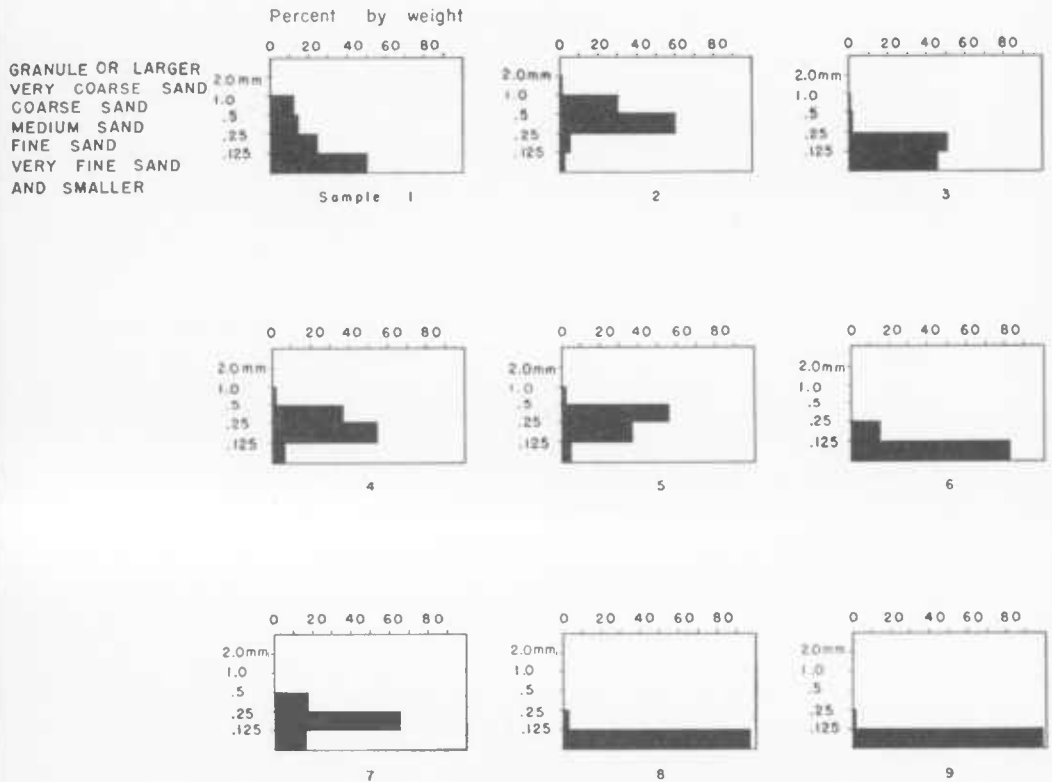 Percent by weight
0 20 40 60 80
0 20 40 60 80
0 20 40 60 80
GRANULE OR LARGER
VERY COARSE SAND
COARSE SAND
MEDIUM SAND
FINE SAND
VERY FINE SAND
AND SMALLER
2.0mm
1.0
.5
.25
.125
Sample 1
2.0mm
1.0
.5
.25
.125
2
2.0mm
1.0
.5
.25
.125
3
0 20 40 60 80
2.0mm
1.0
.5
.25
.125
4
0 20 40 60 80
2.0mm
1.0
.5
.25
.125
5
0 20 40 60 80
2.0mm
1.0
.5
.25
.125
6
0 20 40 60 80
2.0mm.
1.0
.5
.25
.125
7
0 20 40 60 80
2.0mm.
1.0
.5
.25
.125
8
0 20 40 60 80
2.0mm.
1.0
.5
.25
.125
9